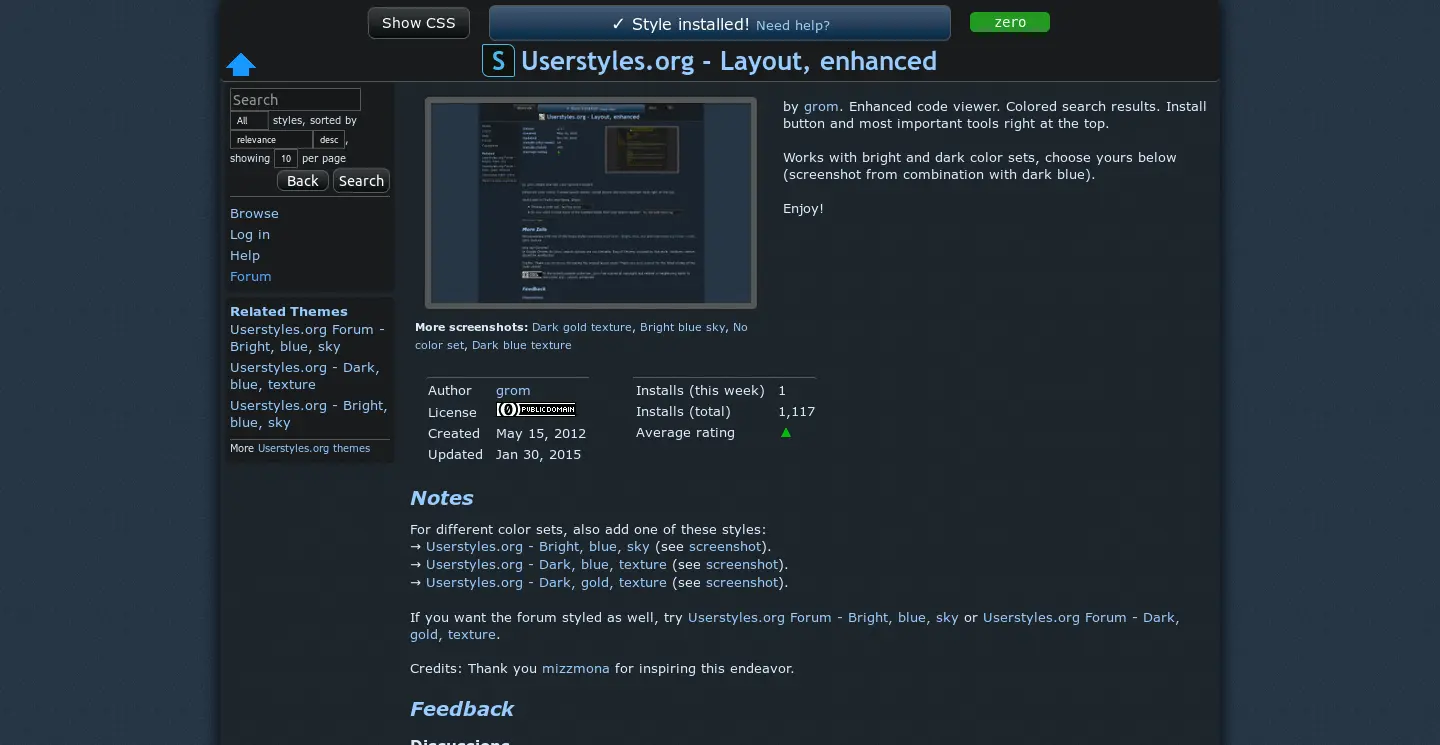 Show CSS
✓ Style installed! Need help?
zero
S Userstyles.org - Layout, enhanced
Search
All styles, sorted by
relevance desc ,
showing 10 per page
Back Search
Browse
Log in
Help
Forum
Related Themes
Userstyles.org Forum -
Bright, blue, sky
Userstyles.org - Dark,
blue, texture
Userstyles.org - Bright,
blue, sky
More Userstyles.org themes
Userstyles.org - Layout, enhanced
More Info
Feedback
More screenshots: Dark gold texture, Bright blue sky, No
color set, Dark blue texture
by grom. Enhanced code viewer. Colored search results. Install
button and most important tools right at the top.
Works with bright and dark color sets, choose yours below
(screenshot from combination with dark blue).
Enjoy!
Author grom
License PUBLIC DOMAIN
Created May 15, 2012
Updated Jan 30, 2015
Installs (this week) 1
Installs (total) 1,117
Average rating ▲
Notes
For different color sets, also add one of these styles:
→ Userstyles.org - Bright, blue, sky (see screenshot).
→ Userstyles.org - Dark, blue, texture (see screenshot).
→ Userstyles.org - Dark, gold, texture (see screenshot).
If you want the forum styled as well, try Userstyles.org Forum - Bright, blue, sky or Userstyles.org Forum - Dark,
gold, texture.
Credits: Thank you mizzmona for inspiring this endeavor.
Feedback
Discussions